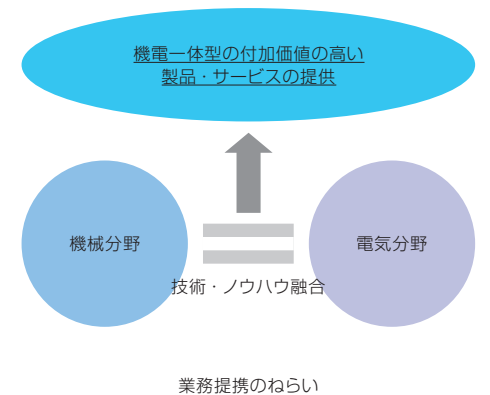 機電一体型の付加価値の高い
製品・サービスの提供
機械分野
電気分野
技術・ノウハウ融合
業務提携のねらい